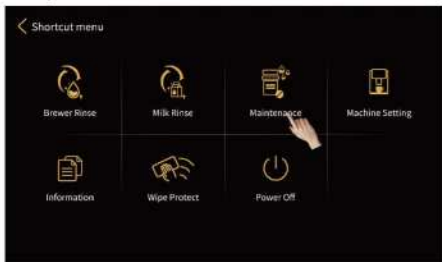 Shortcut menu
Brewer Rinse
Milk Rinse
Maintenance
Machine Setting
Information
Wipe Protect
Power Off